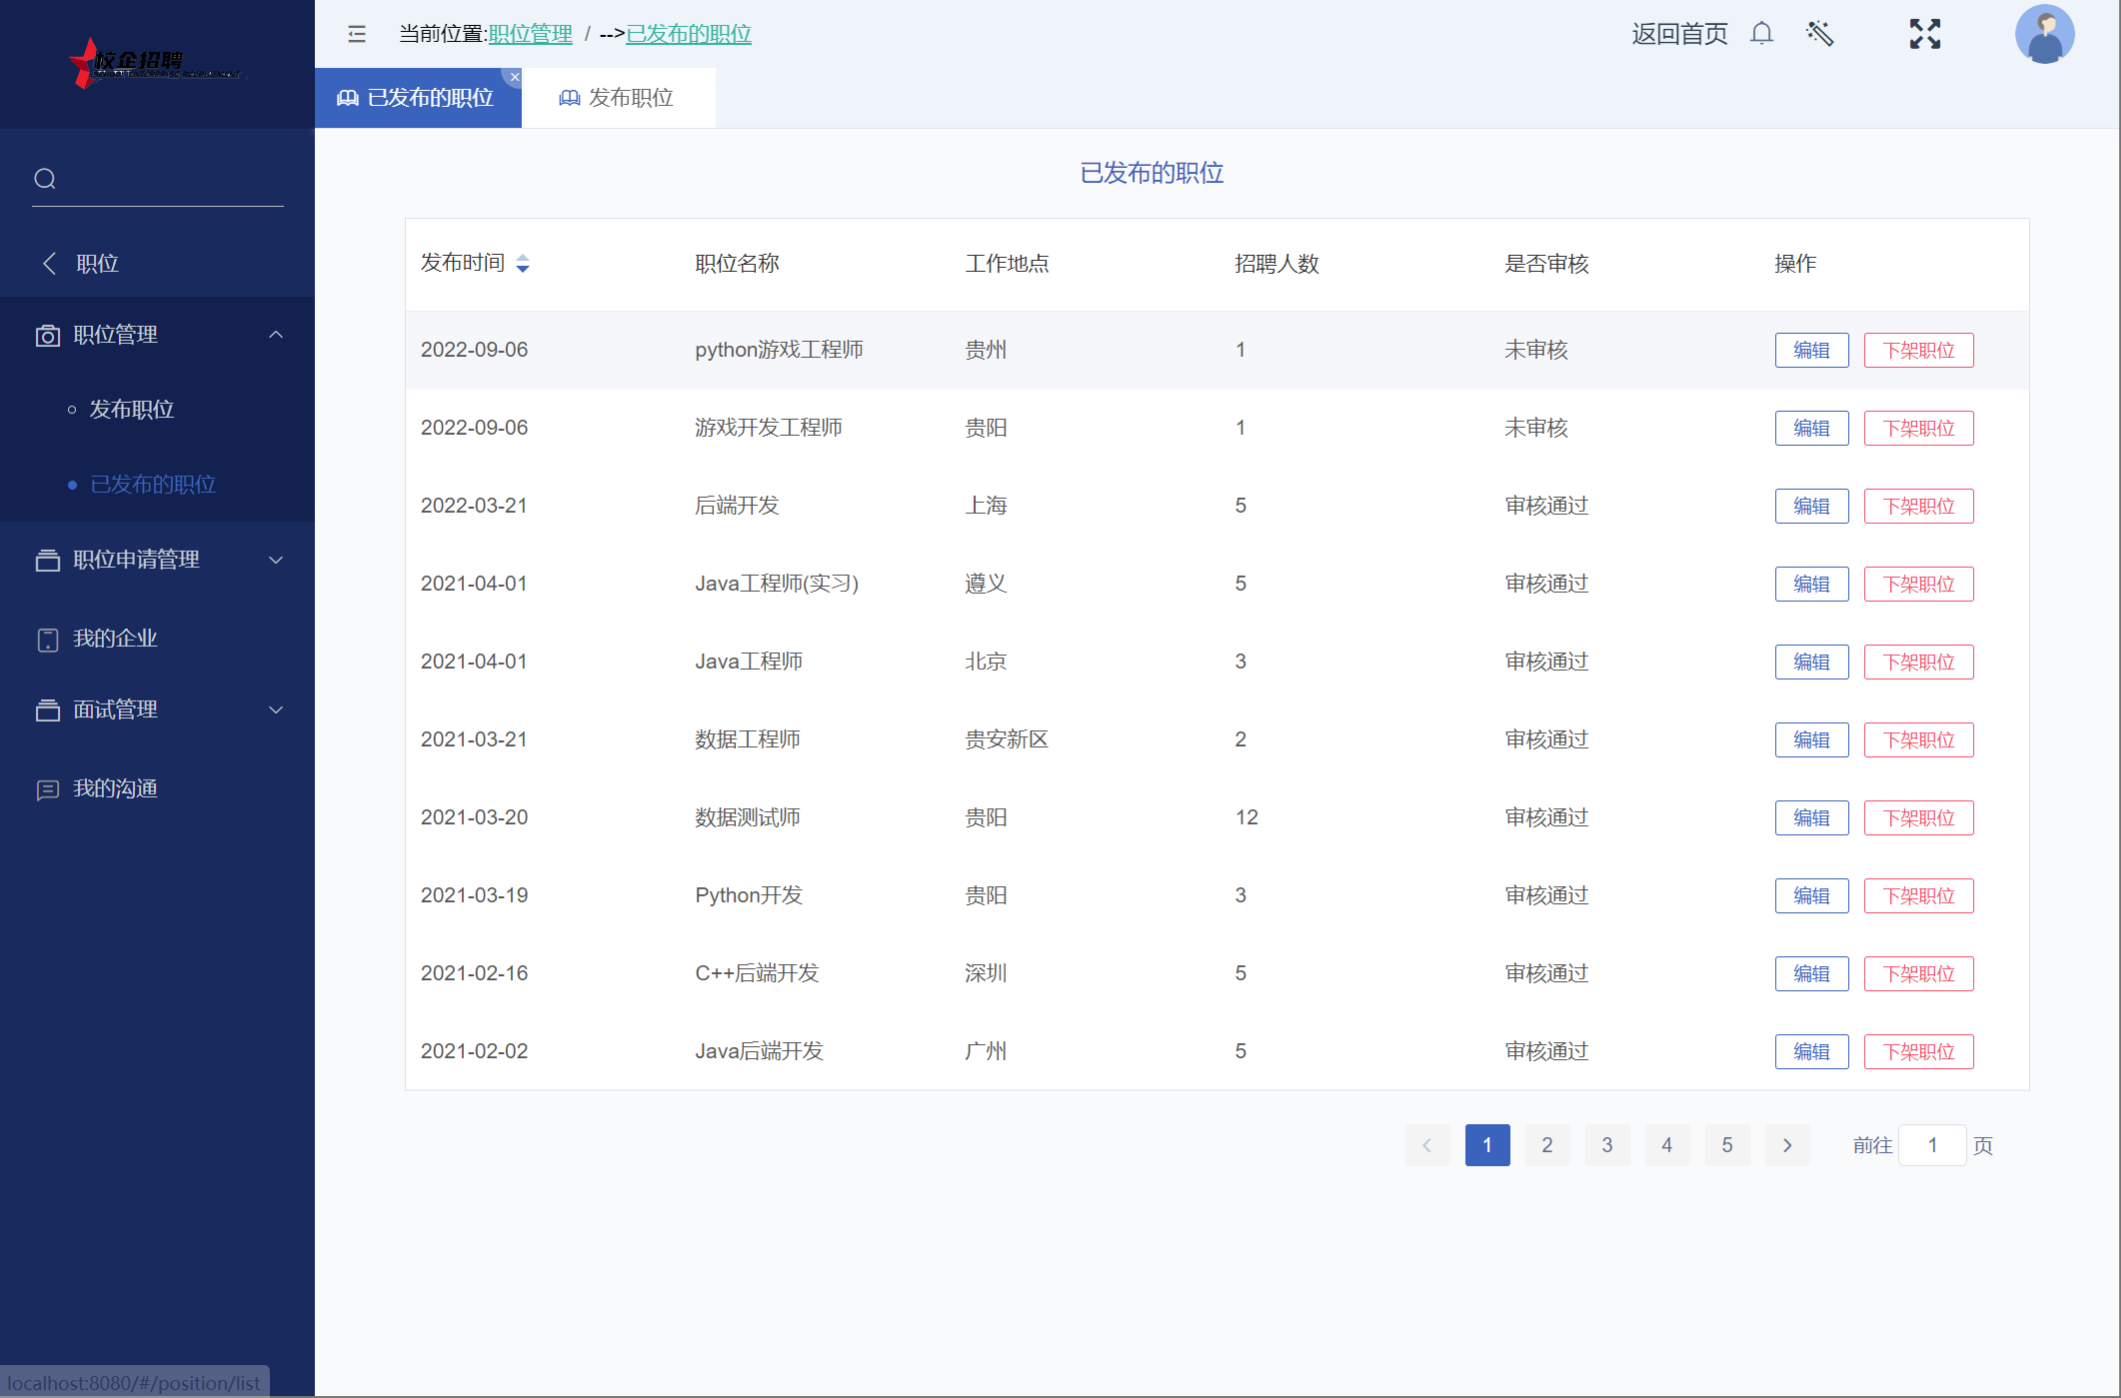 校企招聘
职位
职位管理
发布职位
已发布的职位
职位申请管理
我的企业
面试管理
我的沟通
localhost:8080/#/position/list
当前位置:职位管理 / -->已发布的职位
返回首页
已发布的职位 发布职位
已发布的职位
发布时间 职位名称 工作地点 招聘人数 是否审核 操作
2022-09-06 python游戏工程师 贵州 1 未审核 编辑 下架职位
2022-09-06 游戏开发工程师 贵阳 1 未审核 编辑 下架职位
2022-03-21 后端开发 上海 5 审核通过 编辑 下架职位
2021-04-01 Java工程师(实习) 遵义 5 审核通过 编辑 下架职位
2021-04-01 Java工程师 北京 3 审核通过 编辑 下架职位
2021-03-21 数据工程师 贵安新区 2 审核通过 编辑 下架职位
2021-03-20 数据测试师 贵阳 12 审核通过 编辑 下架职位
2021-03-19 Python开发 贵阳 3 审核通过 编辑 下架职位
2021-02-16 C++后端开发 深圳 5 审核通过 编辑 下架职位
2021-02-02 Java后端开发 广州 5 审核通过 编辑 下架职位
1 2 3 4 5 前往 1 页